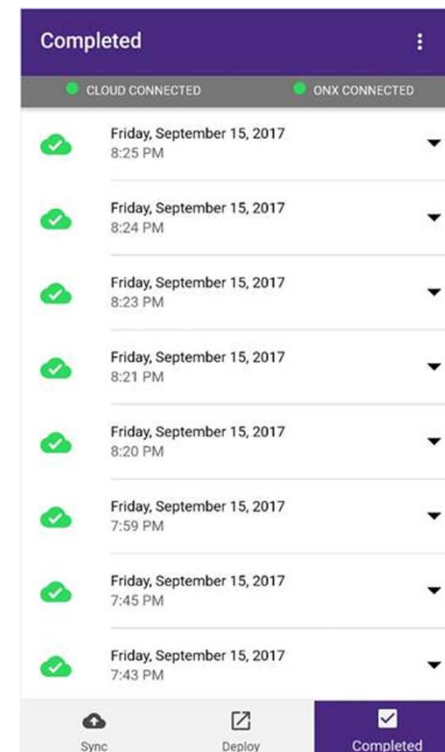 Completed
CLOUD CONNECTED ONX CONNECTED
Friday, September 15, 2017
8:25 PM
Friday, September 15, 2017
8:24 PM
Friday, September 15, 2017
8:23 PM
Friday, September 15, 2017
8:21 PM
Friday, September 15, 2017
8:20 PM
Friday, September 15, 2017
7:59 PM
Friday, September 15, 2017
7:45 PM
Friday, September 15, 2017
7:43 PM
Sync Deploy Completed